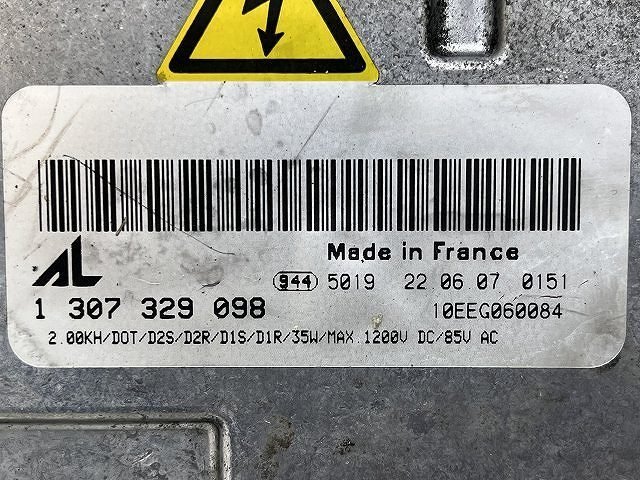 AL
Made in France
944 5019 22 06.07 0151
1 307 329 098
10EEG060084
2.00KH/DOT/D2S/D2R/D1S/D1R/35W/MAX.1200V DC/85V AC